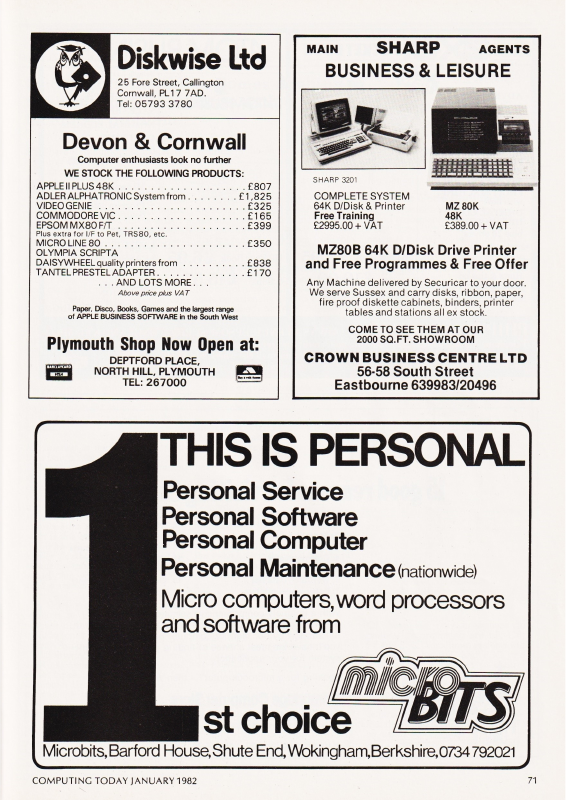 Diskwise Ltd
25 Fore Street, Callington
Cornwall, PL17 7AD.
Tel: 05793 3780
Devon & Cornwall
Computer enthusiasts look no further
WE STOCK THE FOLLOWING PRODUCTS:
APPLE II PLUS 48K . . . . . . . . . . . . . . . . . . £807
ADLER ALPHATRONIC System from . . . . . . . . £1,825
VIDEO GENIE . . . . . . . . . . . . . . . . . . . . . . £325
COMMODORE VIC . . . . . . . . . . . . . . . . . . . £165
EPSOM MX80 F/T . . . . . . . . . . . . . . . . . . . £399
Plus extra for I/F to Pet, TRS80, etc.
MICRO LINE 80 . . . . . . . . . . . . . . . . . . . . £350
OLYMPIA SCRIPTA
DAISYWHEEL quality printers from . . . . . . . . . £838
TANTEL PRESTEL ADAPTER . . . . . . . . . . . . . £170
. . . AND LOTS MORE . . .
Above price plus VAT
Paper, Disco, Books, Games and the largest range
of APPLE BUSINESS SOFTWARE in the South West
Plymouth Shop Now Open at:
DEPTFORD PLACE,
NORTH HILL, PLYMOUTH
TEL: 267000
MAIN SHARP AGENTS
BUSINESS & LEISURE
SHARP 3201
COMPLETE SYSTEM
64K D/Disk & Printer
Free Training
£2995.00 + VAT
MZ 80K
48K
£389.00 + VAT
MZ80B 64K D/Disk Drive Printer
and Free Programmes & Free Offer
Any Machine delivered by Securicar to your door.
We serve Sussex and carry disks, ribbon, paper,
fire proof diskette cabinets, binders, printer
tables and stations all ex stock.
COME TO SEE THEM AT OUR
2000 SQ.FT. SHOWROOM
CROWN BUSINESS CENTRE LTD
56-58 South Street
Eastbourne 639983/20496
THIS IS PERSONAL
Personal Service
Personal Software
Personal Computer
Personal Maintenance (nationwide)
Micro computers, word processors
and software from
micro BITS
1st choice
Microbits, Barford House, Shute End, Wokingham, Berkshire, 0734 792021
COMPUTING TODAY JANUARY 1982
71